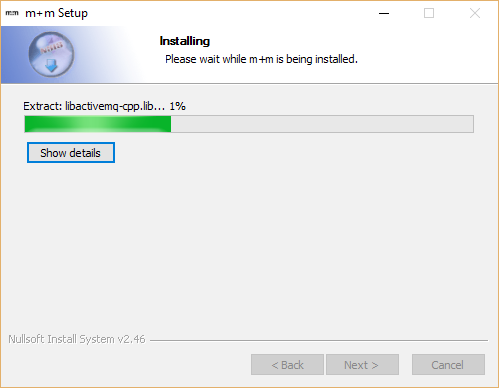 m+m m+m Setup
Installing
Please wait while m+m is being installed.
Extract: libactivemq-cpp.lib... 1%
Show details
Nullsoft Install System v2.46
< Back Next > Cancel